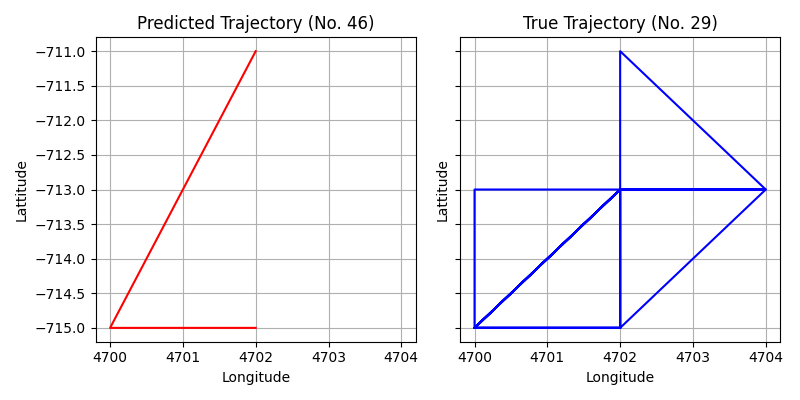 Predicted Trajectory (No. 46)
True Trajectory (No. 29)
Lattitude
−711.0
−711.5
−712.0
−712.5
−713.0
−713.5
−714.0
−714.5
−715.0
4700 4701 4702 4703 4704
Longitude
Lattitude
4700 4701 4702 4703 4704
Longitude